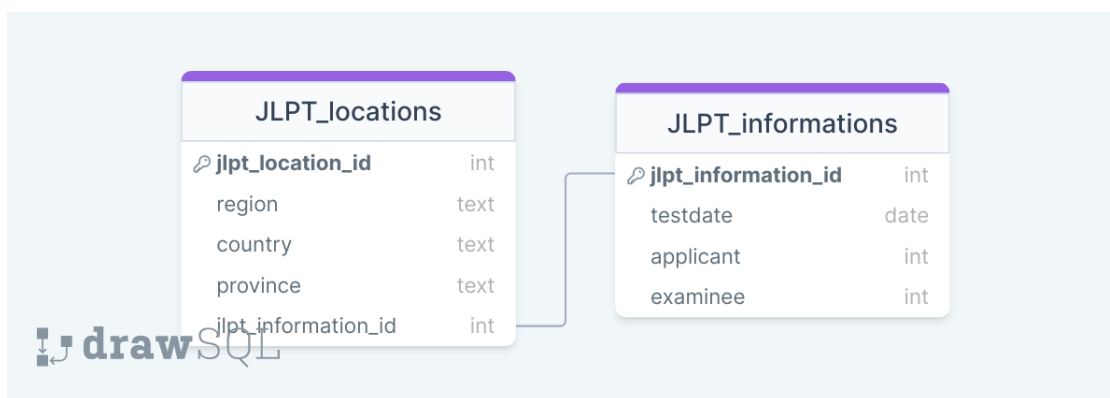 JLPT_locations
jlpt_location_id int
region text
country text
province text
jlpt_information_id int
JLPT_informations
jlpt_information_id int
testdate date
applicant int
examinee int
drawSQL